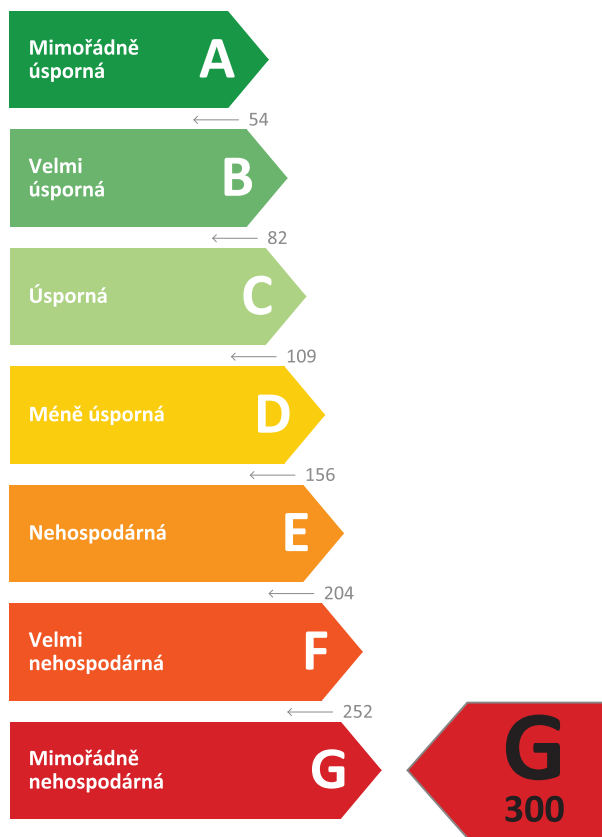 Mimořádně
úsporná
A
54
Velmi
úsporná
B
82
Úsporná
C
109
Méně úsporná
D
156
Nehospodárná
E
204
Velmi
nehospodárná
F
252
Mimořádně
nehospodárná
G
G
300